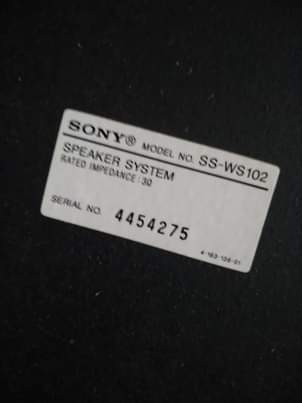 SONY® MODEL NO. SS-WS102
SPEAKER SYSTEM
RATED IMPEDANCE: 3Ω
SERIAL NO. 4454275